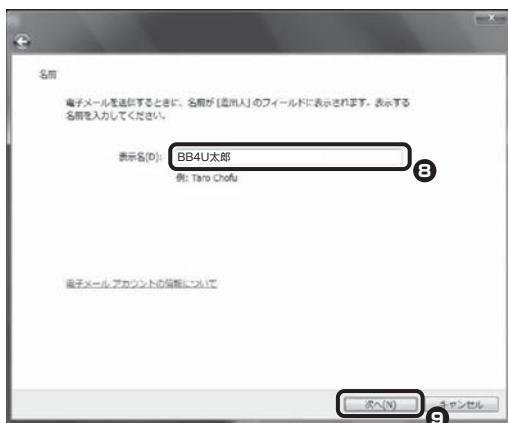 名前
電子メールを送信するときに、名前が [差出人] のフィールドに表示されます。表示する
名前を入力してください。
表示名(D): BB4U太郎
8
例: Taro Chofu
電子メール アカウントの情報について
次へ(N)
キャンセル
9